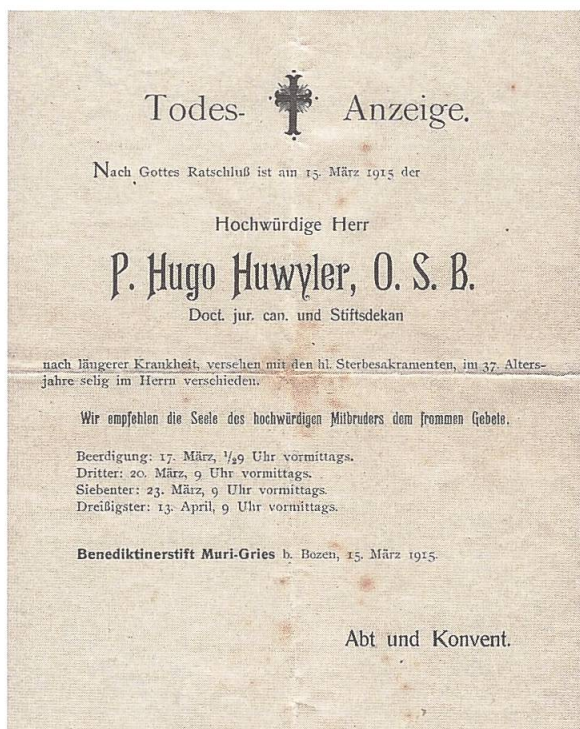 Todes- Anzeige.
Nach Gottes Ratschluß ist am 15. März 1915 der
Hochwürdige Herr
P. Hugo Huwyler, O. S. B.
Doct. jur. can. und Stiftsdekan
nach längerer Krankheit, versehen mit den hl. Sterbesakramenten, im 37. Alters-
jahre selig im Herrn verschieden.
Wir empfehlen die Seele des hochwürdigen Mitbruders dem frommen Gebete.
Beerdigung: 17. März, 1/29 Uhr vormittags.
Dritter: 20. März, 9 Uhr vormittags.
Siebenter: 23. März, 9 Uhr vormittags.
Dreißigster: 13. April, 9 Uhr vormittags.
Benediktinerstift Muri-Gries b. Bozen, 15. März 1915.
Abt und Konvent.